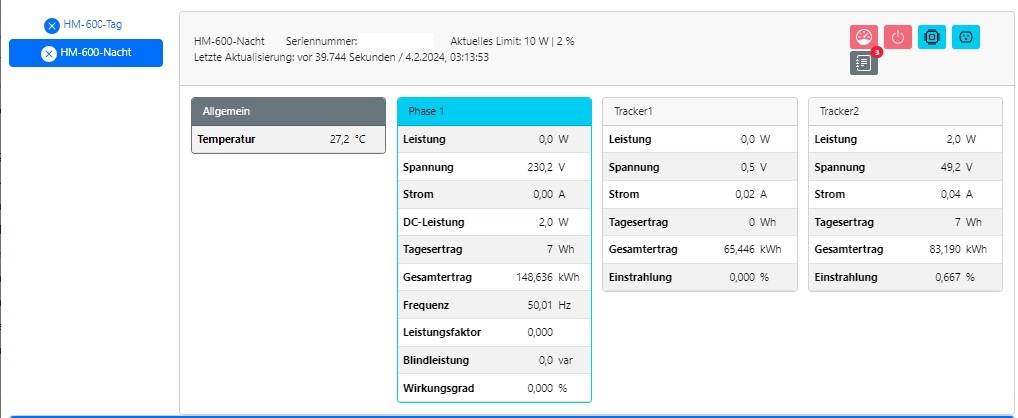 HM-600-Tag
HM-600-Nacht
HM-600-Nacht Seriennummer: Aktuelles Limit: 10 W | 2 %
Letzte Aktualisierung: vor 39.744 Sekunden / 4.2.2024, 03:13:53
3
Allgemein
Temperatur 27,2 °C
Phase 1
Leistung 0,0 W
Spannung 230,2 V
Strom 0,00 A
DC-Leistung 2,0 W
Tagesertrag 7 Wh
Gesamtertrag 148,636 kWh
Frequenz 50,01 Hz
Leistungsfaktor 0,000
Blindleistung 0,0 var
Wirkungsgrad 0,000 %
Tracker1
Leistung 0,0 W
Spannung 0,5 V
Strom 0,02 A
Tagesertrag 0 Wh
Gesamtertrag 65,446 kWh
Einstrahlung 0,000 %
Tracker2
Leistung 2,0 W
Spannung 49,2 V
Strom 0,04 A
Tagesertrag 7 Wh
Gesamtertrag 83,190 kWh
Einstrahlung 0,667 %